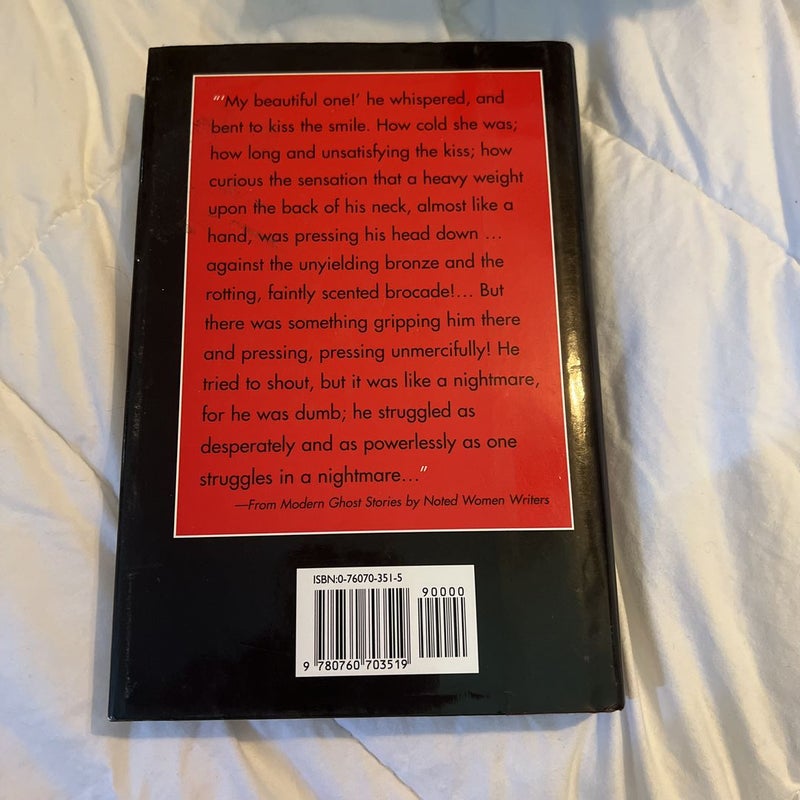 "'My beautiful one!' he whispered, and
bent to kiss the smile. How cold she was;
how long and unsatisfying the kiss; how
curious the sensation that a heavy weight
upon the back of his neck, almost like a
hand, was pressing his head down ...
against the unyielding bronze and the
rotting, faintly scented brocade!... But
there was something gripping him there
and pressing, pressing unmercifully! He
tried to shout, but it was like a nightmare,
for he was dumb; he struggled as
desperately and as powerlessly as one
struggles in a nightmare..."
—From Modern Ghost Stories by Noted Women Writers
ISBN:0-76070-351-5
90000
9 780760 703519